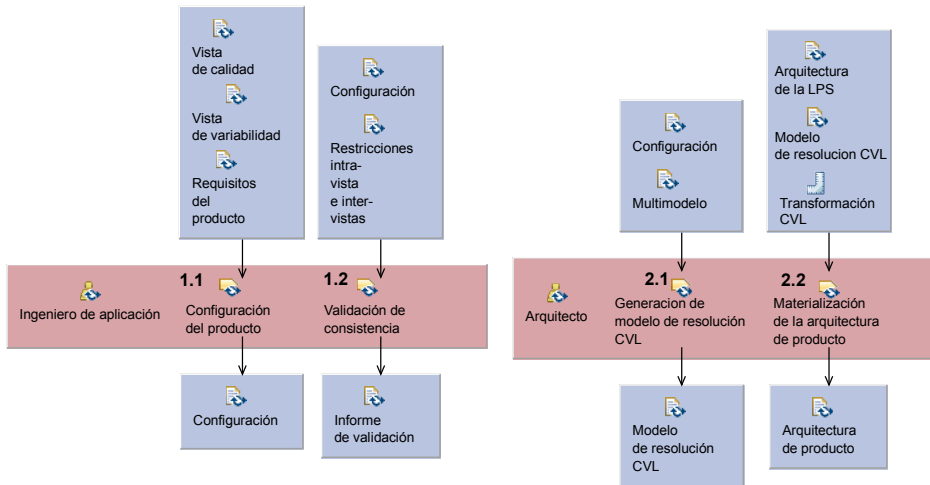 Vista
de calidad
Vista
de variabilidad
Requisitos
del
producto
Configuración
Restricciones
intra-
vista
e inter-
vistas
Ingeniero de aplicación
1.1
Configuración
del producto
1.2
Validación de
consistencia
Configuración
Informe
de validación
Configuración
Multimodelo
Arquitectura
de la LPS
Modelo
de resolucion CVL
Transformación
CVL
Arquitecto
2.1
Generacion de
modelo de resolución
CVL
2.2
Materialización
de la arquitectura
de producto
Modelo
de resolución
CVL
Arquitectura
de producto